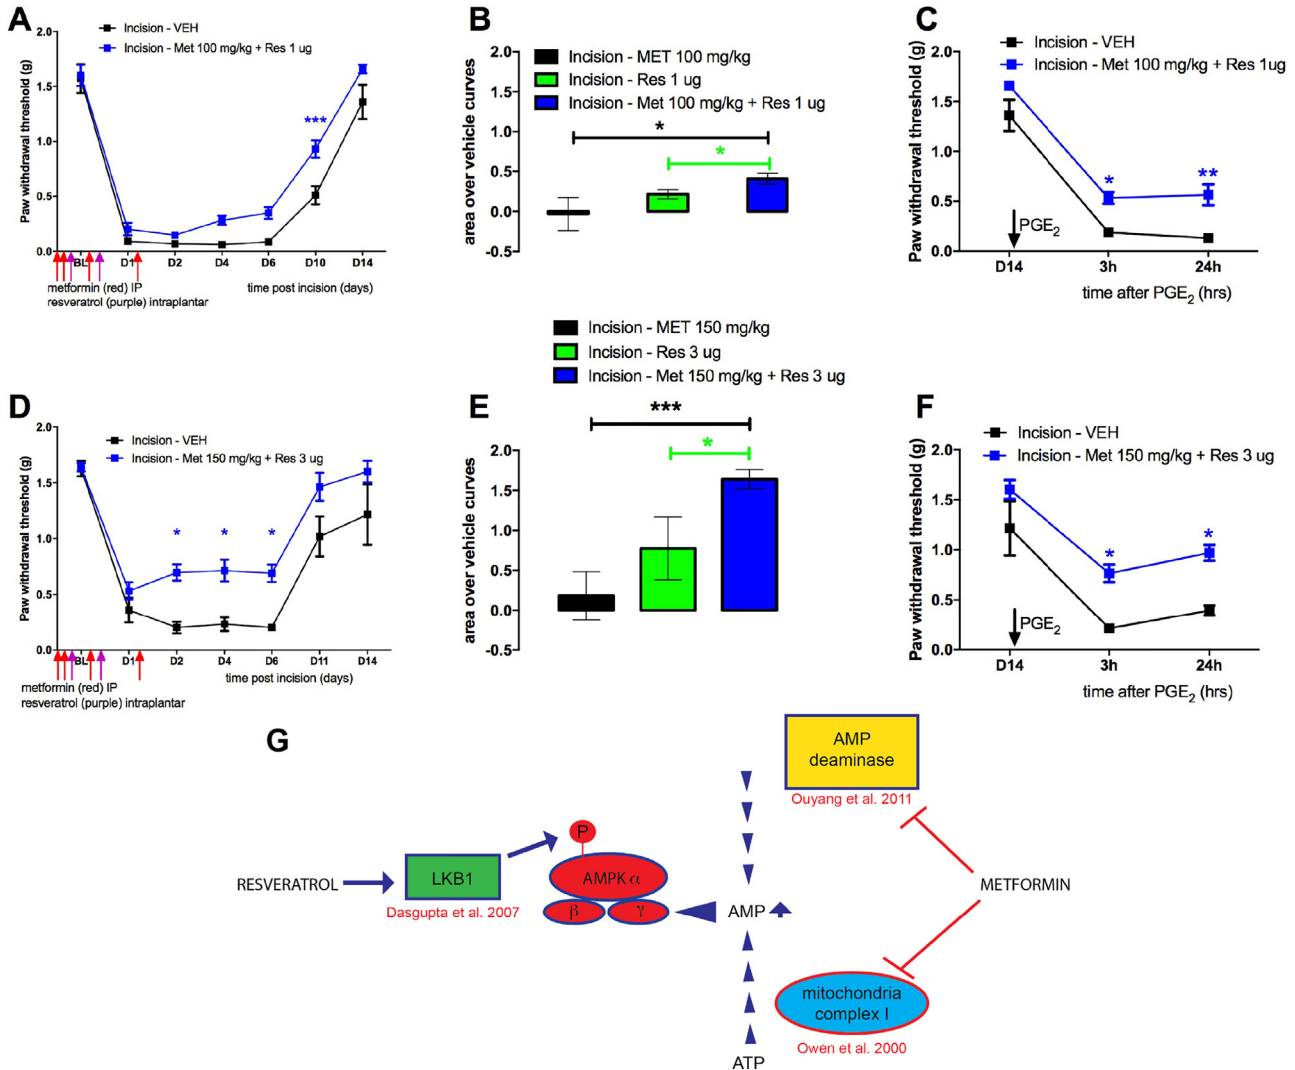 A
Incision - VEH
Incision - Met 100 mg/kg + Res 1 ug
Paw withdrawal threshold (g)
2.0
1.5
1.0
0.5
0.0
***
BL D1 D2 D4 D6 D10 D14
metformin (red) IP
resveratrol (purple) intraplantar
time post incision (days)
B
Incision - MET 100 mg/kg
Incision - Res 1 ug
Incision - Met 100 mg/kg + Res 1 ug
area over vehicle curves
2.0
1.5
1.0
0.5
0.0
-0.5
*
*
C
Incision - VEH
Incision - Met 100 mg/kg + Res 1ug
Paw withdrawal threshold (g)
2.0
1.5
1.0
0.5
0.0
*
**
PGE2
D14 3h 24h
time after PGE2 (hrs)
D
Incision - VEH
Incision - Met 150 mg/kg + Res 3 ug
Paw withdrawal threshold (g)
2.0
1.5
1.0
0.5
0.0
* * *
BL D1 D2 D4 D6 D11 D14
metformin (red) IP
resveratrol (purple) intraplantar
time post incision (days)
Incision - MET 150 mg/kg
Incision - Res 3 ug
Incision - Met 150 mg/kg + Res 3 ug
E
area over vehicle curves
2.0
1.5
1.0
0.5
0.0
-0.5
***
*
F
Incision - VEH
Incision - Met 150 mg/kg + Res 3 ug
Paw withdrawal threshold (g)
2.0
1.5
1.0
0.5
0.0
*
*
PGE2
D14 3h 24h
time after PGE2 (hrs)
G
AMP
deaminase
Ouyang et al. 2011
P
RESVERATROL
LKB1
AMPK α
METFORMIN
Dasgupta et al. 2007
β
γ
AMP
mitochondria
complex I
Owen et al. 2000
ATP